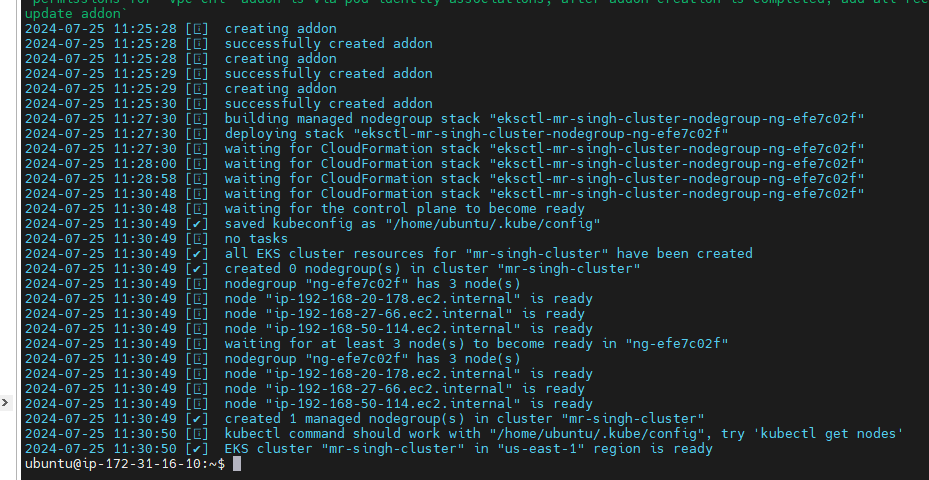 update addon`
2024-07-25 11:25:28 [ℹ]  creating addon
2024-07-25 11:25:28 [ℹ]  successfully created addon
2024-07-25 11:25:28 [ℹ]  creating addon
2024-07-25 11:25:29 [ℹ]  successfully created addon
2024-07-25 11:25:29 [ℹ]  creating addon
2024-07-25 11:25:30 [ℹ]  successfully created addon
2024-07-25 11:27:30 [ℹ]  building managed nodegroup stack "eksctl-mr-singh-cluster-nodegroup-ng-efe7c02f"
2024-07-25 11:27:30 [ℹ]  deploying stack "eksctl-mr-singh-cluster-nodegroup-ng-efe7c02f"
2024-07-25 11:27:30 [ℹ]  waiting for CloudFormation stack "eksctl-mr-singh-cluster-nodegroup-ng-efe7c02f"
2024-07-25 11:28:00 [ℹ]  waiting for CloudFormation stack "eksctl-mr-singh-cluster-nodegroup-ng-efe7c02f"
2024-07-25 11:28:58 [ℹ]  waiting for CloudFormation stack "eksctl-mr-singh-cluster-nodegroup-ng-efe7c02f"
2024-07-25 11:30:48 [ℹ]  waiting for CloudFormation stack "eksctl-mr-singh-cluster-nodegroup-ng-efe7c02f"
2024-07-25 11:30:48 [ℹ]  waiting for the control plane to become ready
2024-07-25 11:30:49 [✔]  saved kubeconfig as "/home/ubuntu/.kube/config"
2024-07-25 11:30:49 [ℹ]  no tasks
2024-07-25 11:30:49 [✔]  all EKS cluster resources for "mr-singh-cluster" have been created
2024-07-25 11:30:49 [✔]  created 0 nodegroup(s) in cluster "mr-singh-cluster"
2024-07-25 11:30:49 [ℹ]  nodegroup "ng-efe7c02f" has 3 node(s)
2024-07-25 11:30:49 [ℹ]  node "ip-192-168-20-178.ec2.internal" is ready
2024-07-25 11:30:49 [ℹ]  node "ip-192-168-27-66.ec2.internal" is ready
2024-07-25 11:30:49 [ℹ]  node "ip-192-168-50-114.ec2.internal" is ready
2024-07-25 11:30:49 [ℹ]  waiting for at least 3 node(s) to become ready in "ng-efe7c02f"
2024-07-25 11:30:49 [ℹ]  nodegroup "ng-efe7c02f" has 3 node(s)
2024-07-25 11:30:49 [ℹ]  node "ip-192-168-20-178.ec2.internal" is ready
2024-07-25 11:30:49 [ℹ]  node "ip-192-168-27-66.ec2.internal" is ready
2024-07-25 11:30:49 [ℹ]  node "ip-192-168-50-114.ec2.internal" is ready
2024-07-25 11:30:49 [✔]  created 1 managed nodegroup(s) in cluster "mr-singh-cluster"
2024-07-25 11:30:50 [ℹ]  kubectl command should work with "/home/ubuntu/.kube/config", try 'kubectl get nodes'
2024-07-25 11:30:50 [✔]  EKS cluster "mr-singh-cluster" in "us-east-1" region is ready
ubuntu@ip-172-31-16-10:~$